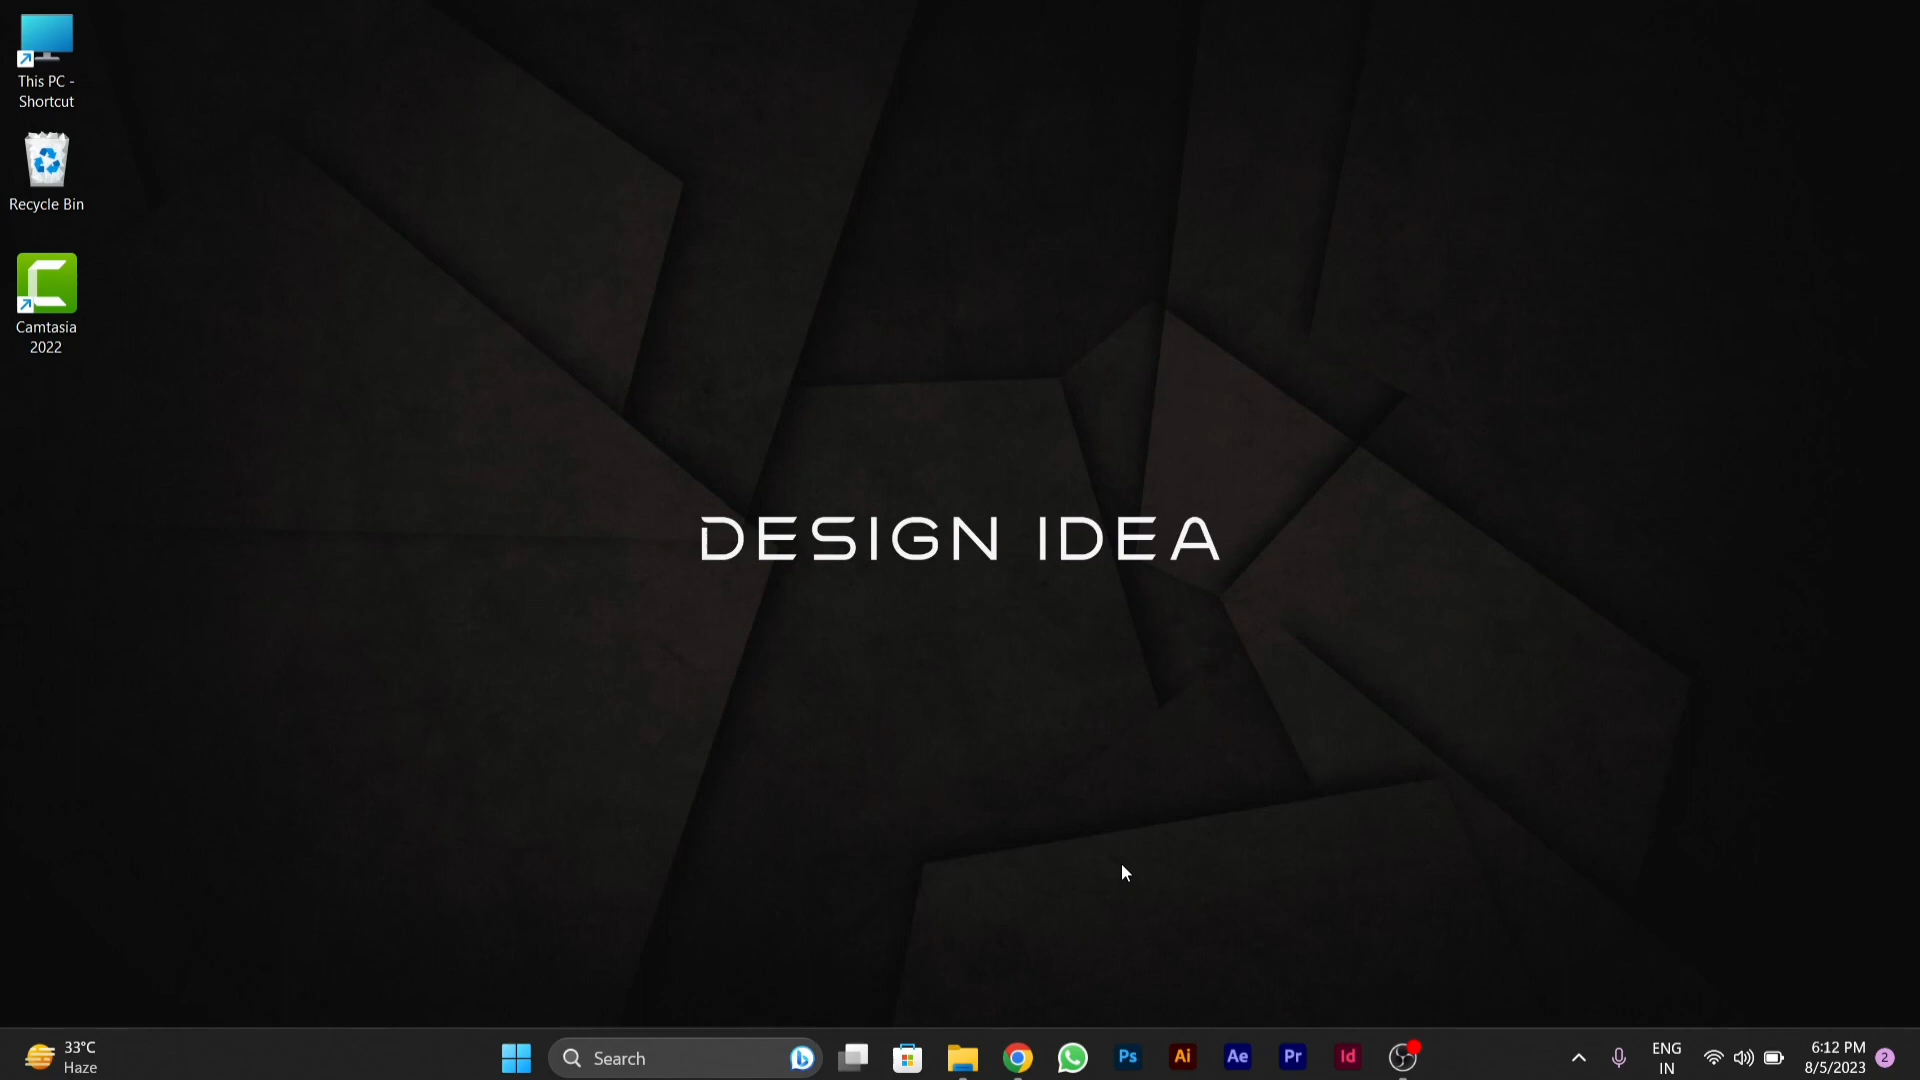 This PC -
Shortcut
Recycle Bin
Camtasia
2022
DESIGN IDEA
33°C
Haze
Search
Ps
Ai
Ae
Pr
Id
ENG
IN
6:12 PM
8/5/2023
2